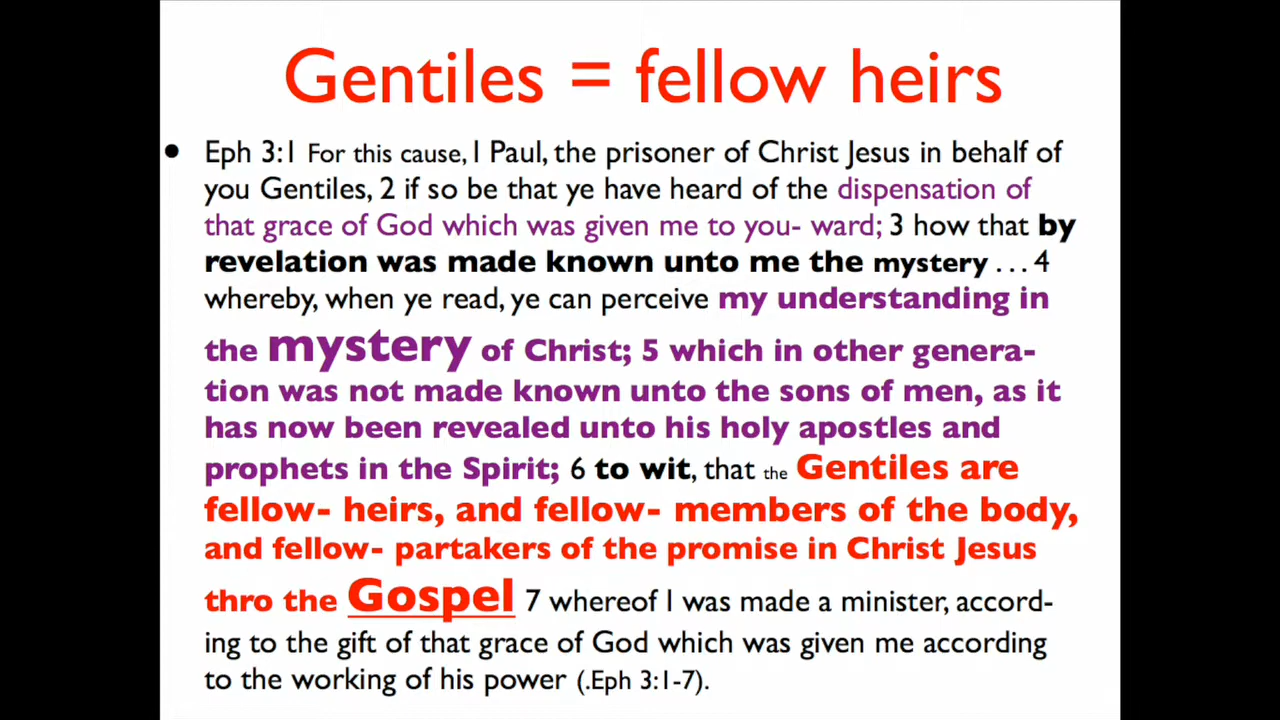 Gentiles = fellow heirs
• Eph 3:1 For this cause, I Paul, the prisoner of Christ Jesus in behalf of
you Gentiles, 2 if so be that ye have heard of the dispensation of
that grace of God which was given me to you- ward; 3 how that by
revelation was made known unto me the mystery . . . 4
whereby, when ye read, ye can perceive my understanding in
the mystery of Christ; 5 which in other genera-
tion was not made known unto the sons of men, as it
has now been revealed unto his holy apostles and
prophets in the Spirit; 6 to wit, that the Gentiles are
fellow- heirs, and fellow- members of the body,
and fellow- partakers of the promise in Christ Jesus
thro the Gospel 7 whereof I was made a minister, accord-
ing to the gift of that grace of God which was given me according
to the working of his power (.Eph 3:1-7).